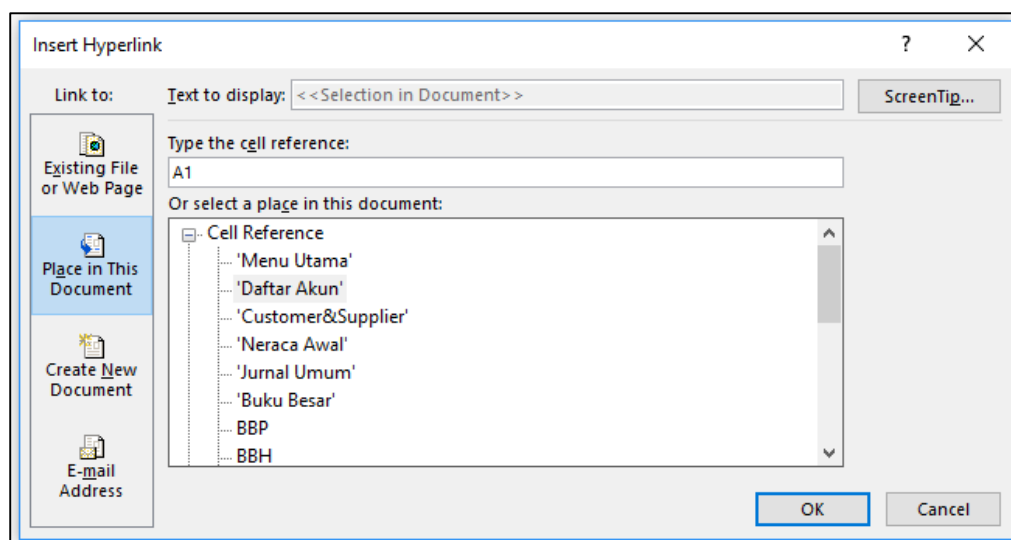 Insert Hyperlink ? ×
Link to:
Text to display: <<Selection in Document>>
ScreenTip...
Existing File
or Web Page
Place in This
Document
Create New
Document
E-mail
Address
Type the cell reference:
A1
Or select a place in this document:
Cell Reference
'Menu Utama'
'Daftar Akun'
'Customer&Supplier'
'Neraca Awal'
'Jurnal Umum'
'Buku Besar'
BBP
BBH
OK
Cancel